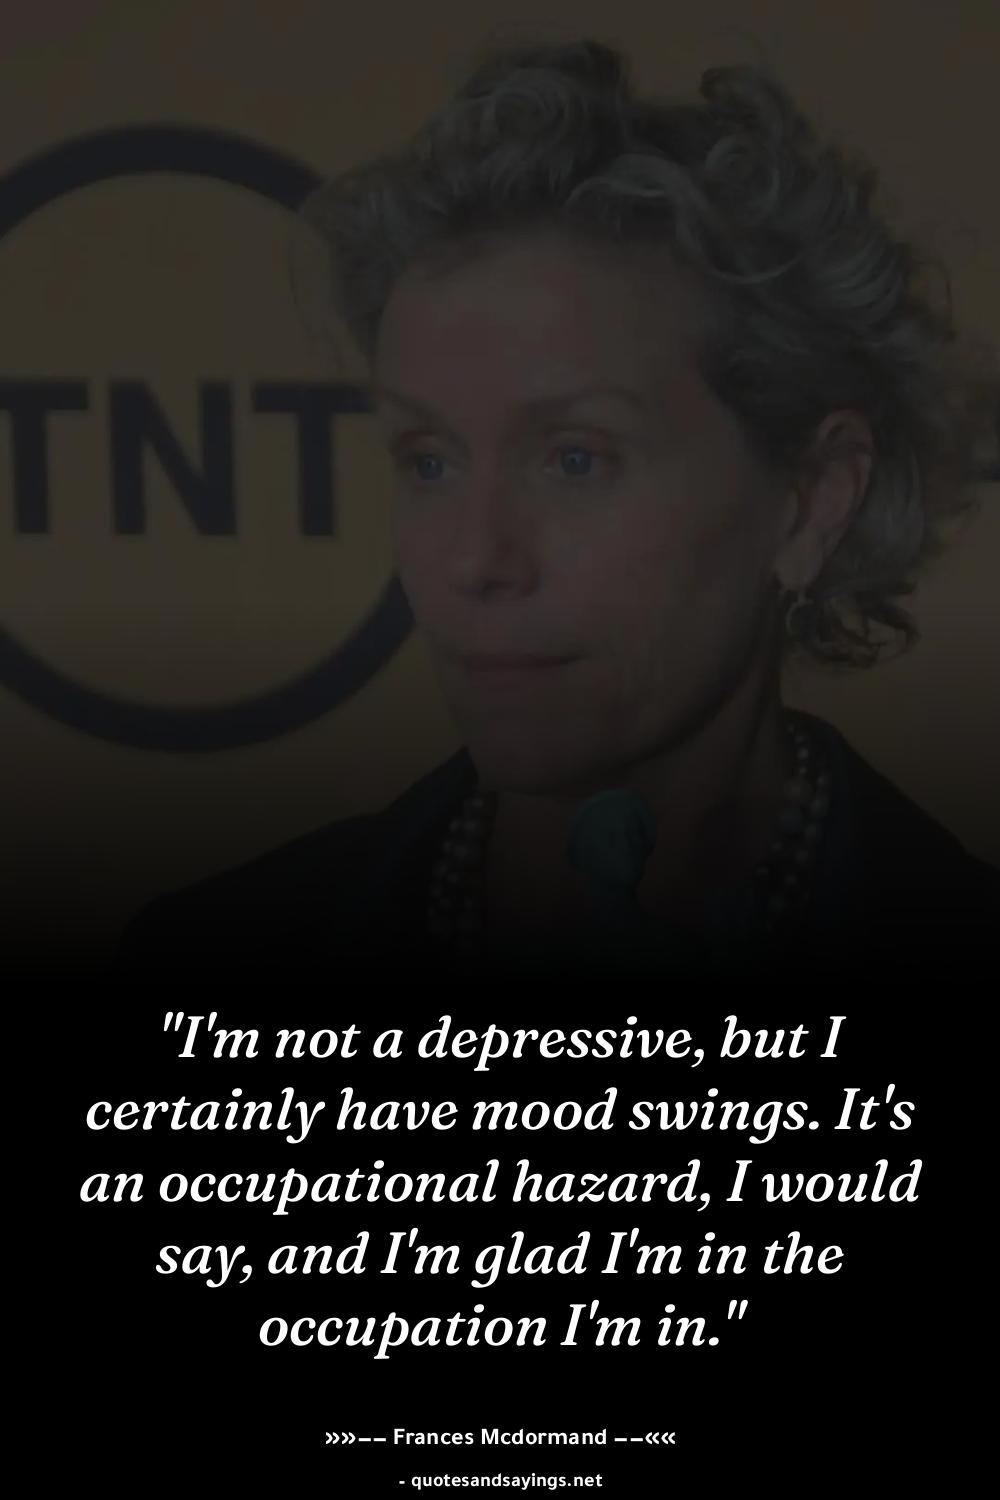 TNT
"I'm not a depressive, but I
certainly have mood swings. It's
an occupational hazard, I would
say, and I'm glad I'm in the
occupation I'm in."
»»–– Frances Mcdormand ––««
- quotesandsayings.net